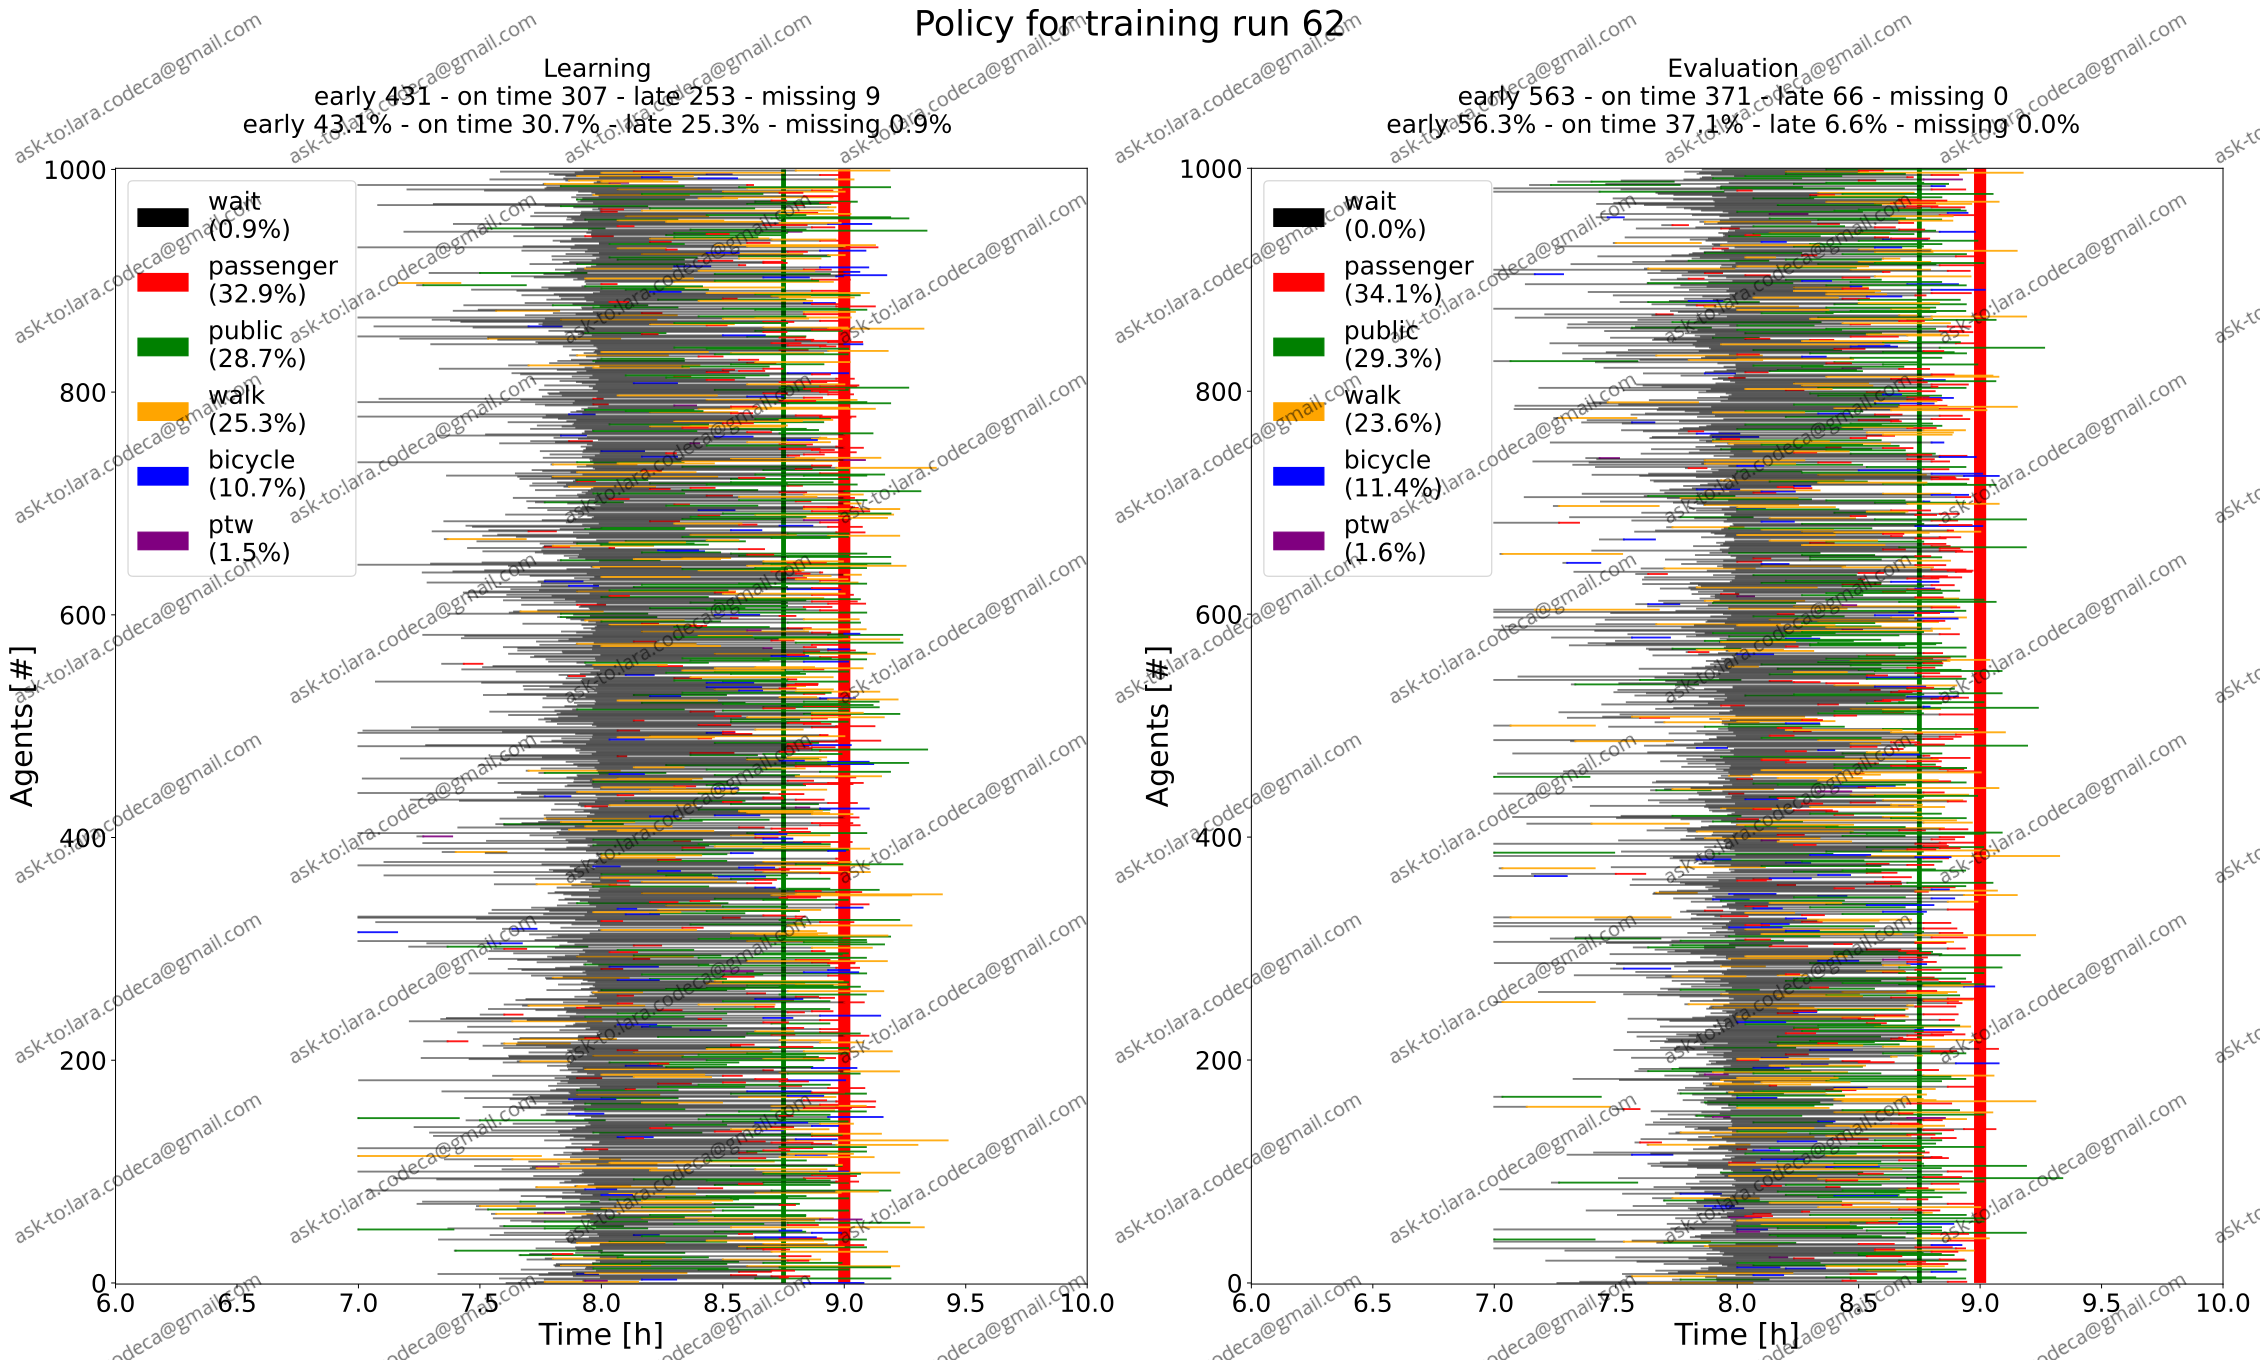 Policy for training run 62
Learning
early 431 - on time 307 - late 253 - missing 9
early 43.1% - on time 30.7% - late 25.3% - missing 0.9%
1000
800
600
400
200
0
Agents [#]
wait
(0.9%)
passenger
(32.9%)
public
(28.7%)
walk
(25.3%)
bicycle
(10.7%)
ptw
(1.5%)
6.0 6.5 7.0 7.5 8.0 8.5 9.0 9.5 10.0
Time [h]
Evaluation
early 563 - on time 371 - late 66 - missing 0
early 56.3% - on time 37.1% - late 6.6% - missing 0.0%
1000
800
600
400
200
0
Agents [#]
wait
(0.0%)
passenger
(34.1%)
public
(29.3%)
walk
(23.6%)
bicycle
(11.4%)
ptw
(1.6%)
6.0 6.5 7.0 7.5 8.0 8.5 9.0 9.5 10.0
Time [h]
ask-to:lara.codeca@gmail.com